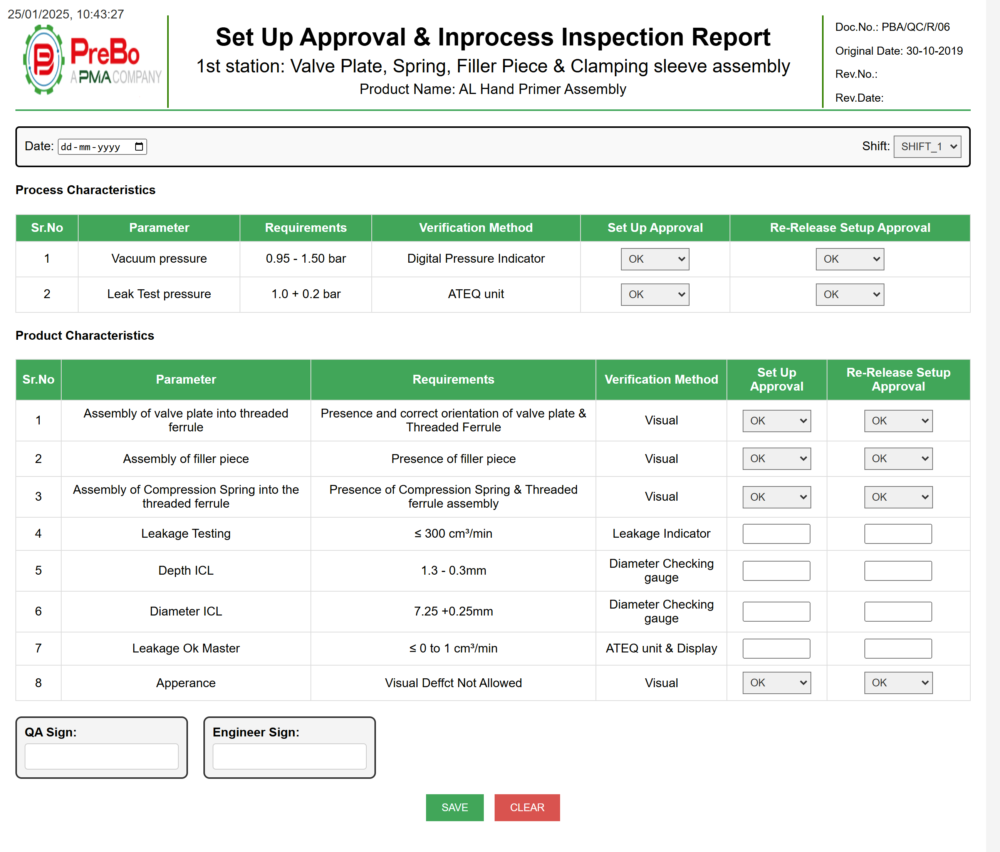 25/01/2025, 10:43:27
PreBo
A PMA COMPANY
Set Up Approval & Inprocess Inspection Report
1st station: Valve Plate, Spring, Filler Piece & Clamping sleeve assembly
Product Name: AL Hand Primer Assembly
Doc.No.: PBA/QC/R/06
Original Date: 30-10-2019
Rev.No.:
Rev.Date:
Date: dd-mm-yyyy
Shift: SHIFT_1
Process Characteristics
Sr.No Parameter Requirements Verification Method Set Up Approval Re-Release Setup Approval
1 Vacuum pressure 0.95 - 1.50 bar Digital Pressure Indicator OK OK
2 Leak Test pressure 1.0 + 0.2 bar ATEQ unit OK OK
Product Characteristics
Sr.No Parameter Requirements Verification Method Set Up Approval Re-Release Setup Approval
1 Assembly of valve plate into threaded ferrule Presence and correct orientation of valve plate & Threaded Ferrule Visual OK OK
2 Assembly of filler piece Presence of filler piece Visual OK OK
3 Assembly of Compression Spring into the threaded ferrule Presence of Compression Spring & Threaded ferrule assembly Visual OK OK
4 Leakage Testing ≤ 300 cm³/min Leakage Indicator
5 Depth ICL 1.3 - 0.3mm Diameter Checking gauge
6 Diameter ICL 7.25 +0.25mm Diameter Checking gauge
7 Leakage Ok Master ≤ 0 to 1 cm³/min ATEQ unit & Display
8 Apperance Visual Deffct Not Allowed Visual OK OK
QA Sign:
Engineer Sign:
SAVE
CLEAR